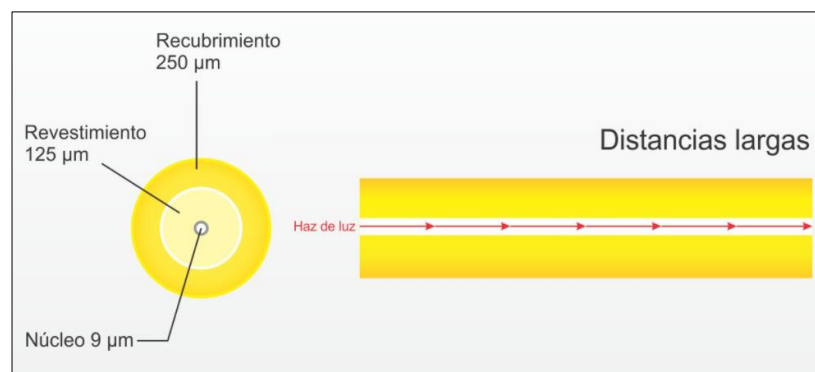 Recubrimiento
250 µm
Revestimiento
125 µm
Distancias largas
Haz de luz
Núcleo 9 µm